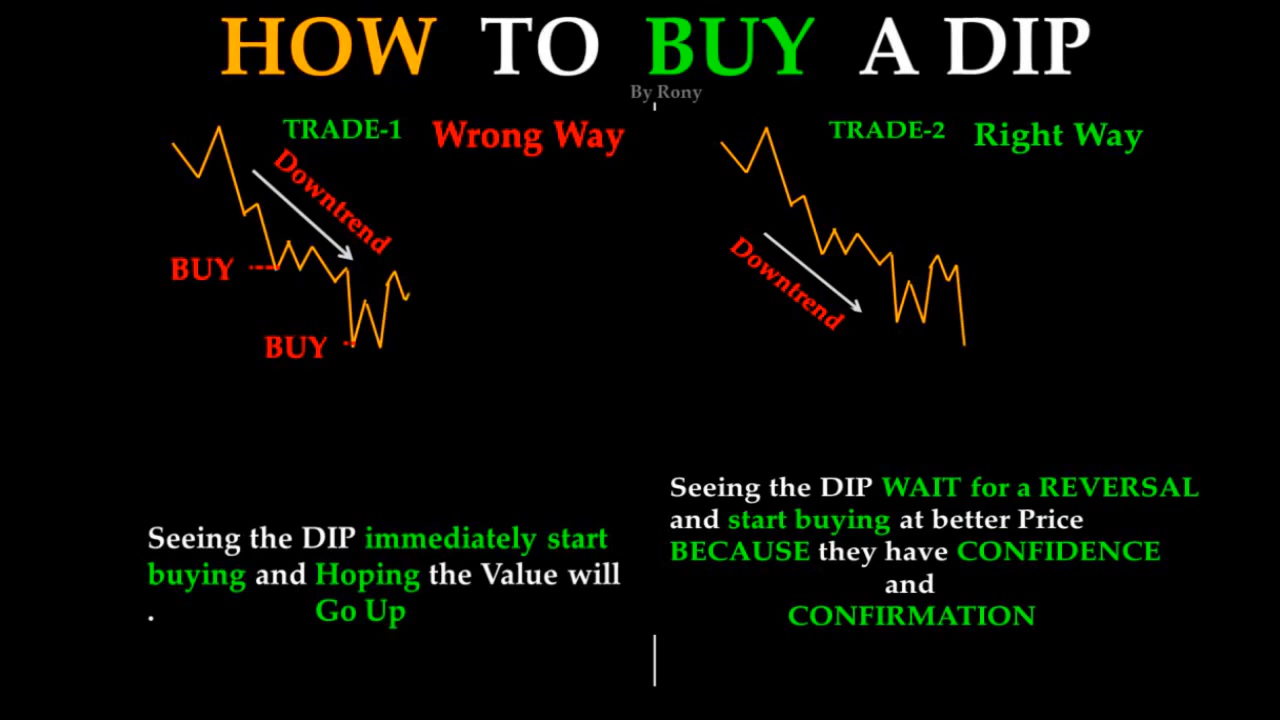 HOW TO BUY A DIP
By Rony
TRADE-1 Wrong Way
Downtrend
BUY
BUY
Seeing the DIP immediately start
buying and Hoping the Value will
. Go Up
TRADE-2 Right Way
Downtrend
Seeing the DIP WAIT for a REVERSAL
and start buying at better Price
BECAUSE they have CONFIDENCE
and
CONFIRMATION